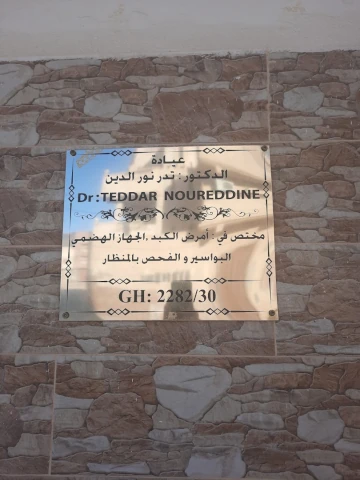 عيادة
الدكتور : تدر نور الدين
Dr:TEDDAR NOUREDDINE
مختص في : أمرض الكبد ,الجهاز الهضمي
البواسير و الفحص بالمنظار
GH: 2282/30